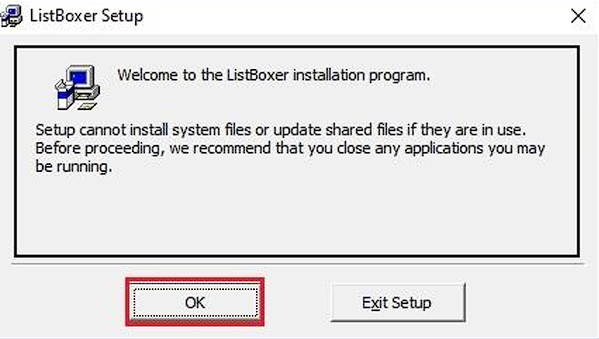 ListBoxer Setup
Welcome to the ListBoxer installation program.
Setup cannot install system files or update shared files if they are in use.
Before proceeding, we recommend that you close any applications you may
be running.
OK
Exit Setup